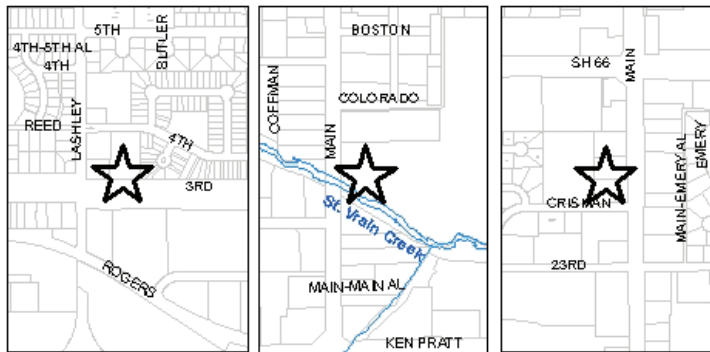 5TH
BUTLER
4TH-5TH AL
4TH
REED
LASHLEY
4TH
3RD
ROGERS
BOSTON
COFFMAN
COLORADO
MAIN
St. Vrain Creek
MAIN-MAIN AL
KEN PRATT
MAIN
SH 66
EMERY
MAIN-EMERY AL
CRISMAN
23RD